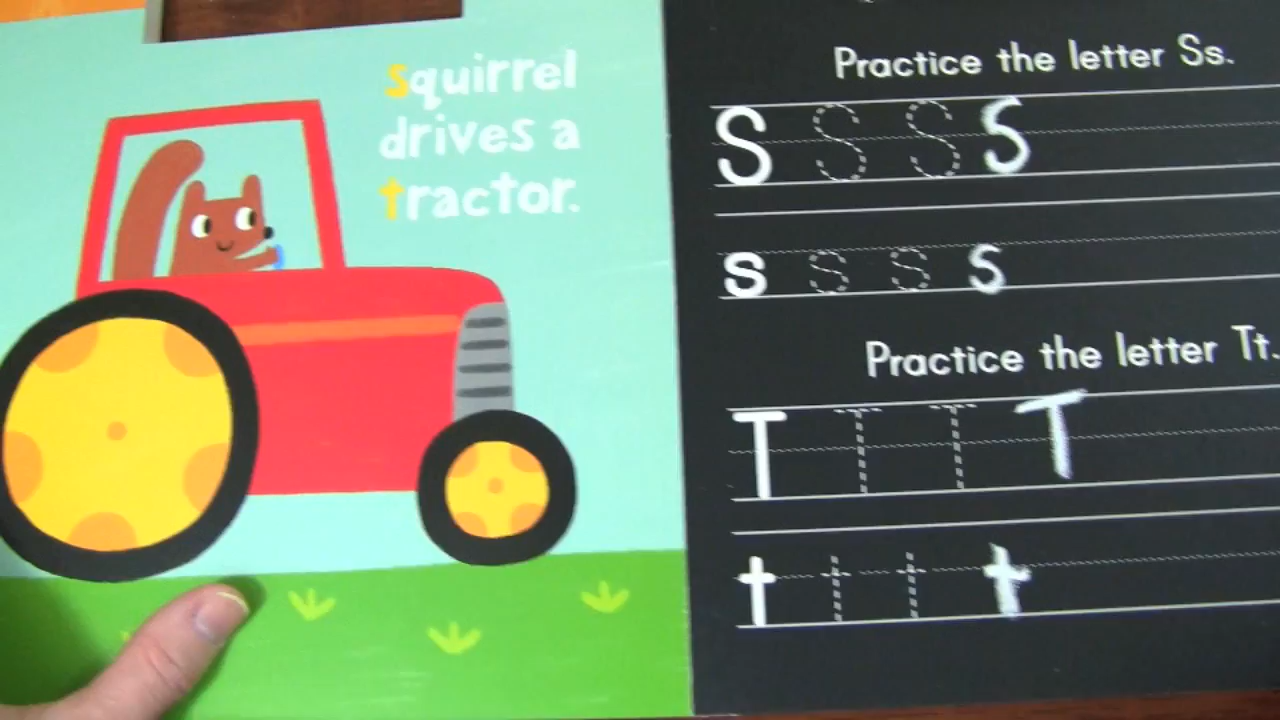 squirrel
drives a
tractor.
Practice the letter Ss.
S S S S
s s s s
Practice the letter Tt.
T T T T
t t t t